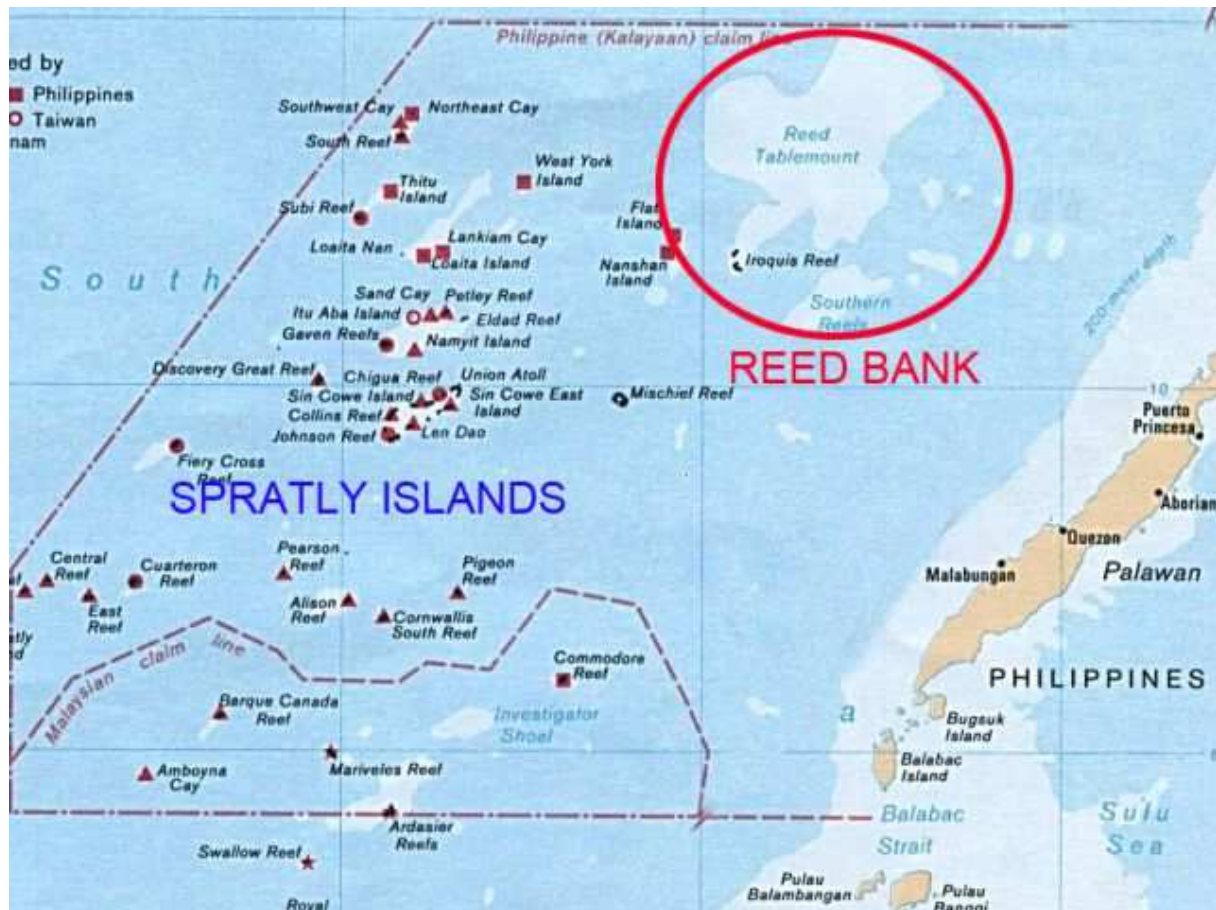 ed by
Philippines
Taiwan
nam
Philippine (Kalayaan) claim line
Southwest Cay
Northeast Cay
South Reef
Reed
Tablemount
West York
Island
Thitu
Island
Subi Reef
Flat
Island
Lankiam Cay
Loaita Nan
Loaita Island
Nanshan
Island
Iroquis Reef
South
Sand Cay
Petley Reef
Itu Aba Island
Eldad Reef
Southern
Reefs
200-meter depth
Gaven Reefs
Namyit Island
REED BANK
Discovery Great Reef
Chigua Reef
Union Atoll
Sin Cowe Island
Sin Cowe East
Island
Mischief Reef
10
Collins Reef
Johnson Reef
Len Dao
Puerto
Princesa
Fiery Cross
Reef
SPRATLY ISLANDS
Aborlan
Quezon
Central
Reef
Cuarteron
Reef
Pearson
Reef
Pigeon
Reef
Malabungan
Palawan
East
Reef
Alison
Reef
Cornwallis
South Reef
Malaysian claim line
Commodore
Reef
PHILIPPINES
Barque Canada
Reef
Investigator
Shoel
a
Bugsuk
Island
Mariveles Reef
Amboyna
Cay
Balabac
Island
Ardasier
Reefs
Balabac
Strait
Sulu
Sea
Swallow Reef
Pulau
Balambangan
Pulau
Banggi
Royal